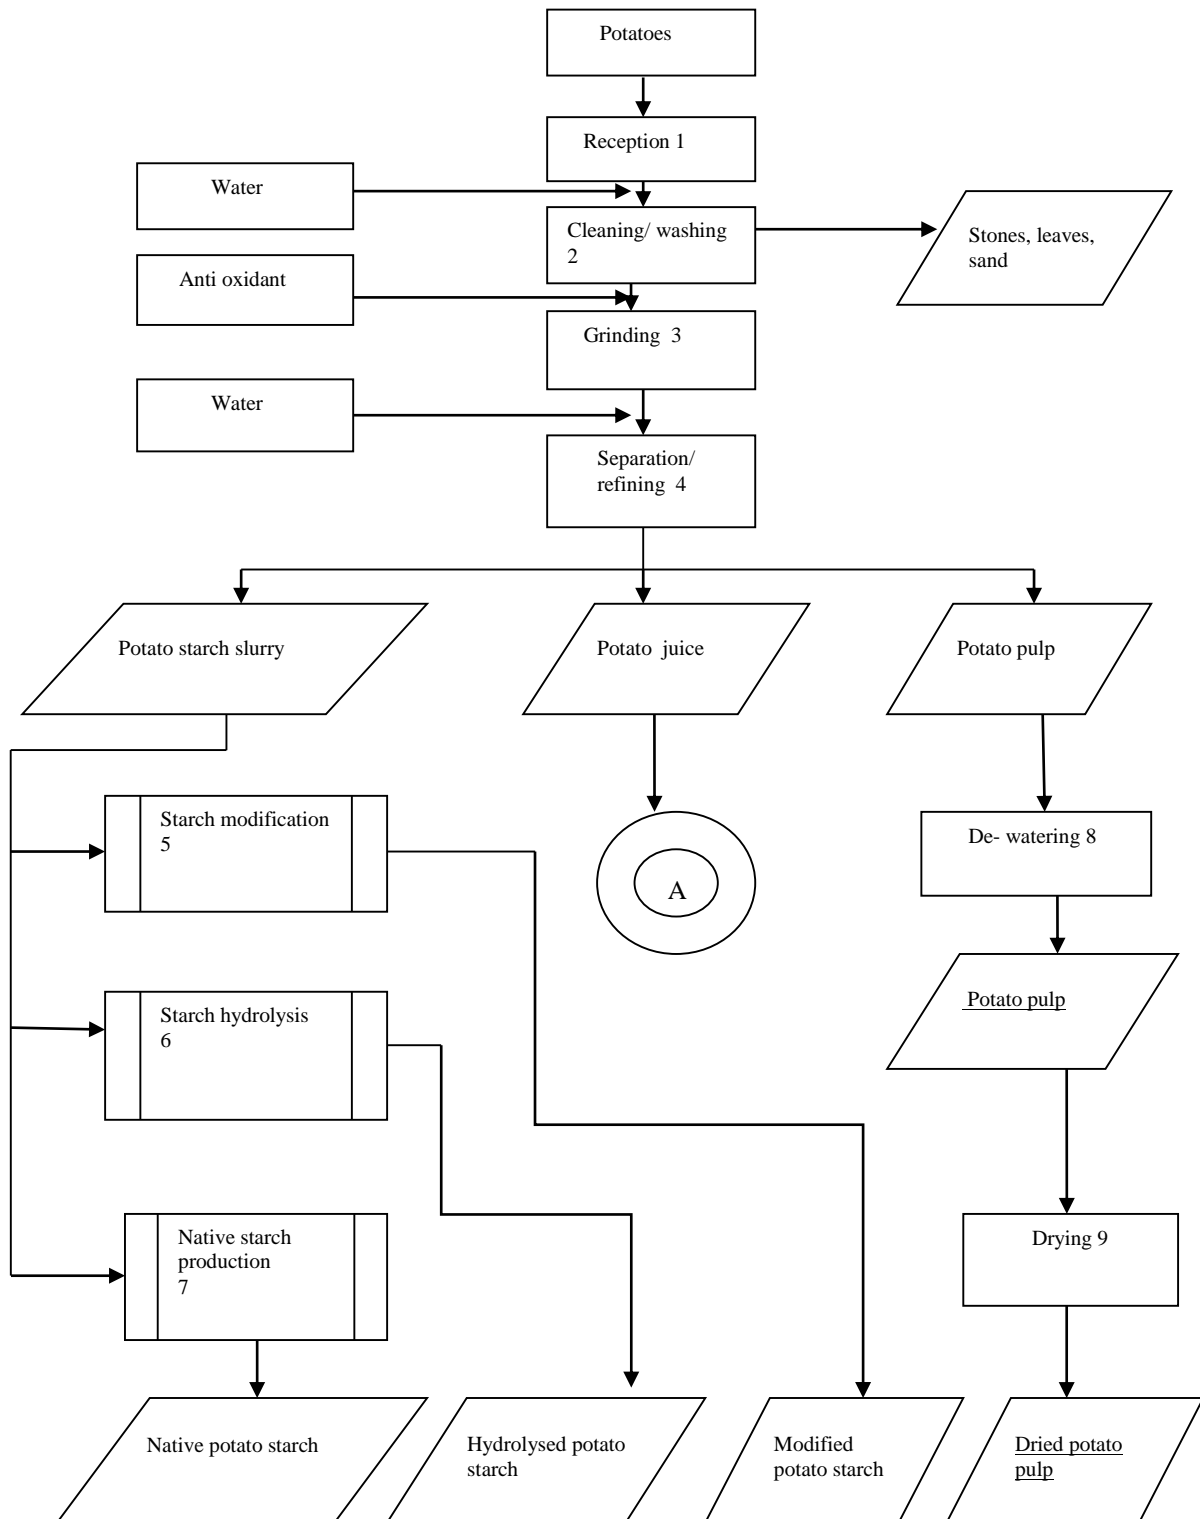 Potatoes
Reception 1
Water
Cleaning/ washing
2
Stones, leaves,
sand
Anti oxidant
Grinding  3
Water
Separation/
refining  4
Potato starch slurry
Potato  juice
Potato pulp
Starch modification
5
A
De- watering 8
Potato pulp
Starch hydrolysis
6
Native starch
production
7
Drying 9
Native potato starch
Hydrolysed potato
starch
Modified
potato starch
Dried potato
pulp